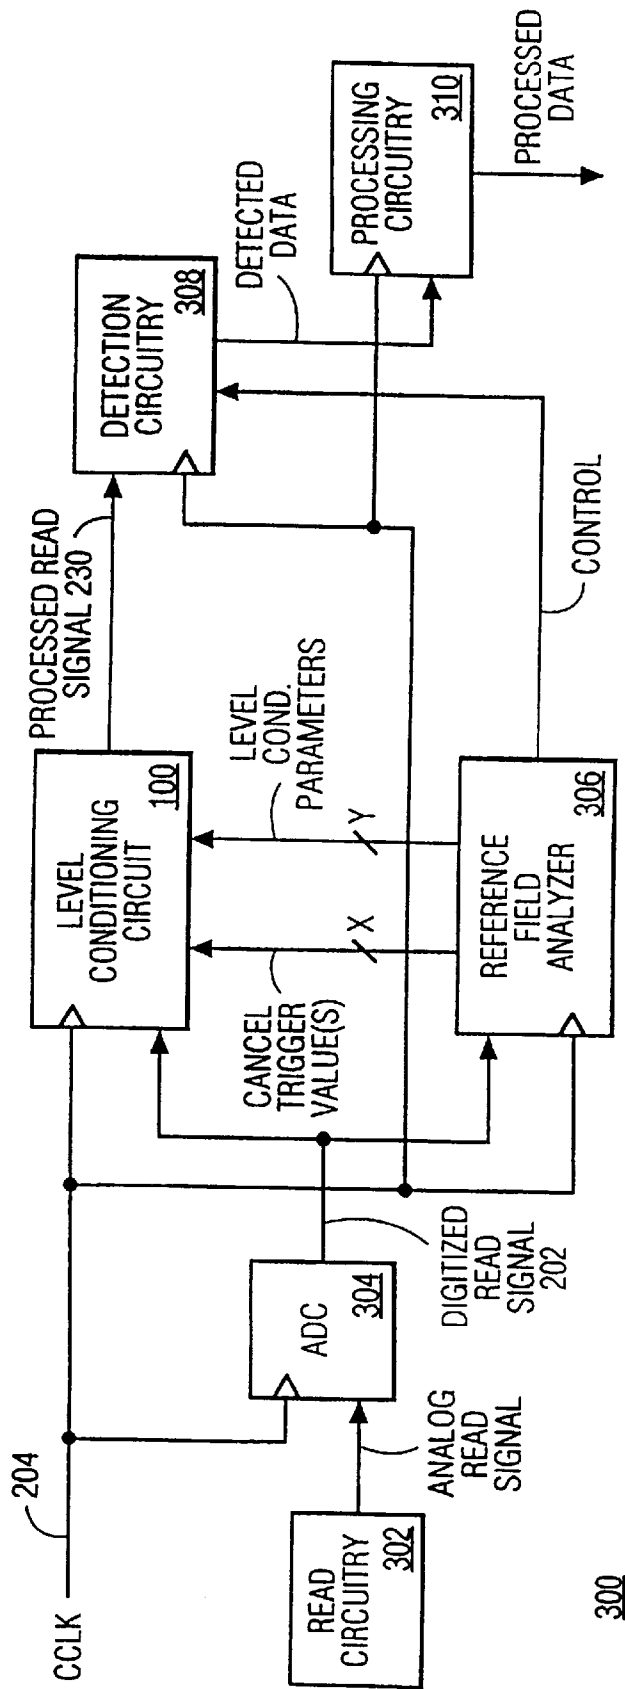 CCLK
204
READ
CIRCUITRY
302
ANALOG
READ
SIGNAL
ADC
304
DIGITIZED
READ
SIGNAL
202
LEVEL
CONDITIONING
CIRCUIT
100
CANCEL
TRIGGER
VALUE(S)
X
LEVEL
COND.
PARAMETERS
Y
REFERENCE
FIELD
ANALYZER
306
PROCESSED READ
SIGNAL 230
CONTROL
DETECTION
CIRCUITRY
308
DETECTED
DATA
PROCESSING
CIRCUITRY
310
PROCESSED
DATA
300